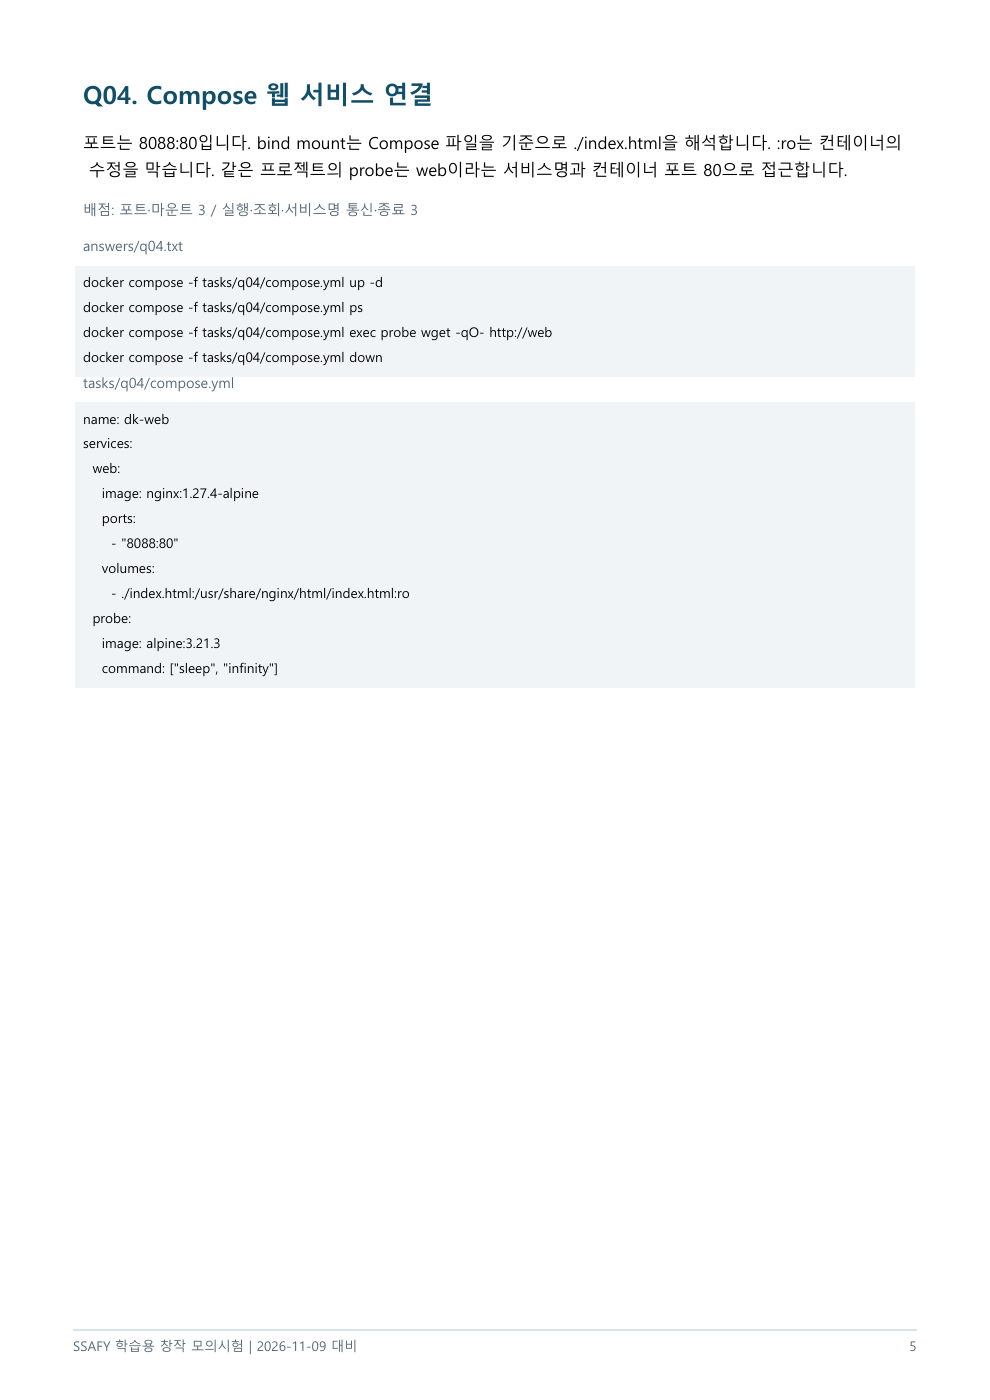 Q04. Compose 웹 서비스 연결
포트는 8088:80입니다. bind mount는 Compose 파일을 기준으로 ./index.html을 해석합니다. :ro는 컨테이너의
수정을 막습니다. 같은 프로젝트의 probe는 web이라는 서비스명과 컨테이너 포트 80으로 접근합니다.
배점: 포트·마운트 3 / 실행·조회·서비스명 통신·종료 3
answers/q04.txt
docker compose -f tasks/q04/compose.yml up -d
docker compose -f tasks/q04/compose.yml ps
docker compose -f tasks/q04/compose.yml exec probe wget -qO- http://web
docker compose -f tasks/q04/compose.yml down
tasks/q04/compose.yml
name: dk-web
services:
  web:
    image: nginx:1.27.4-alpine
    ports:
      - "8088:80"
    volumes:
      - ./index.html:/usr/share/nginx/html/index.html:ro
  probe:
    image: alpine:3.21.3
    command: ["sleep", "infinity"]
SSAFY 학습용 창작 모의시험 | 2026-11-09 대비
5